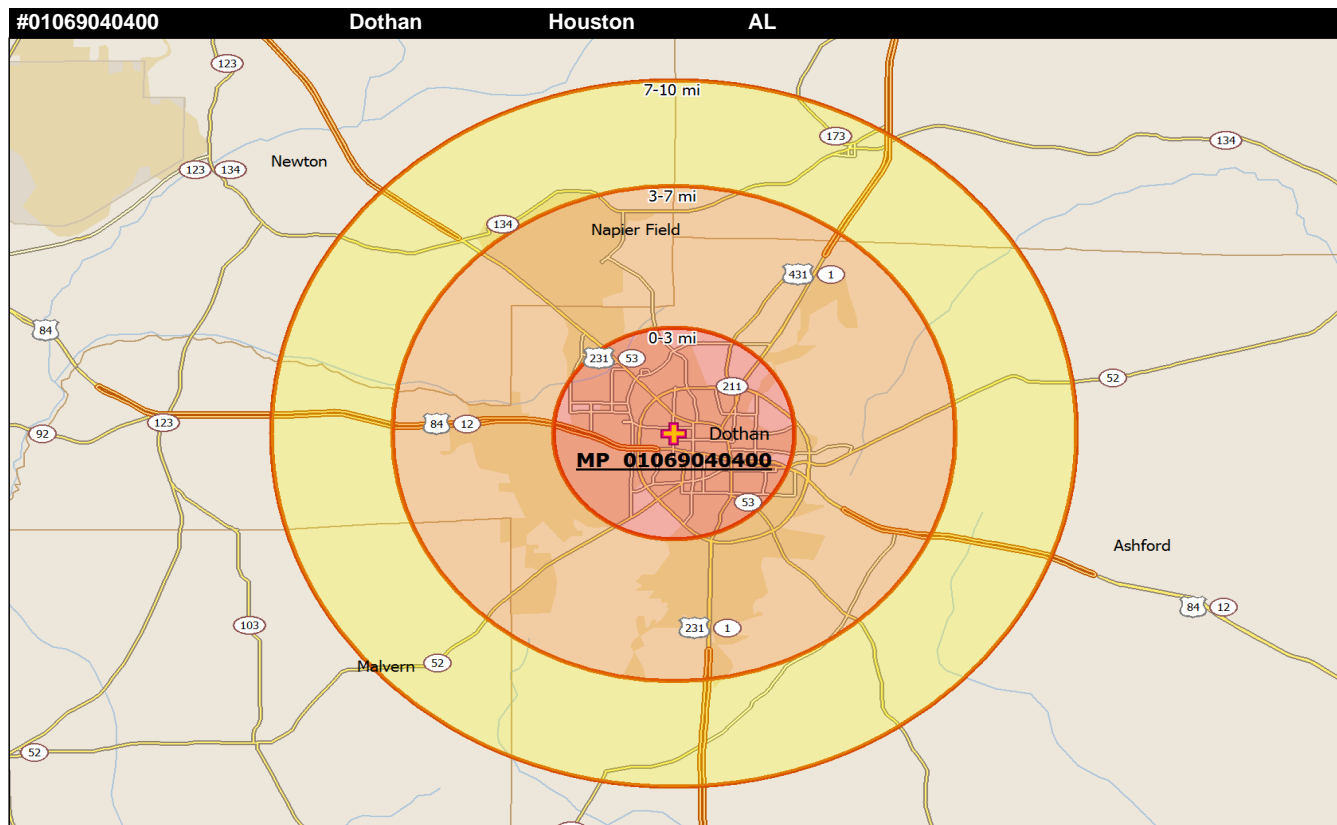 #01069040400 Dothan Houston AL
123
7-10 mi
173
134
Newton
123 134
3-7 mi
134
Napier Field
431 1
84
0-3 mi
231 53
52
211
123
84 12
92
Dothan
MP 01069040400
53
Ashford
84 12
103
231 1
Malvern 52
52